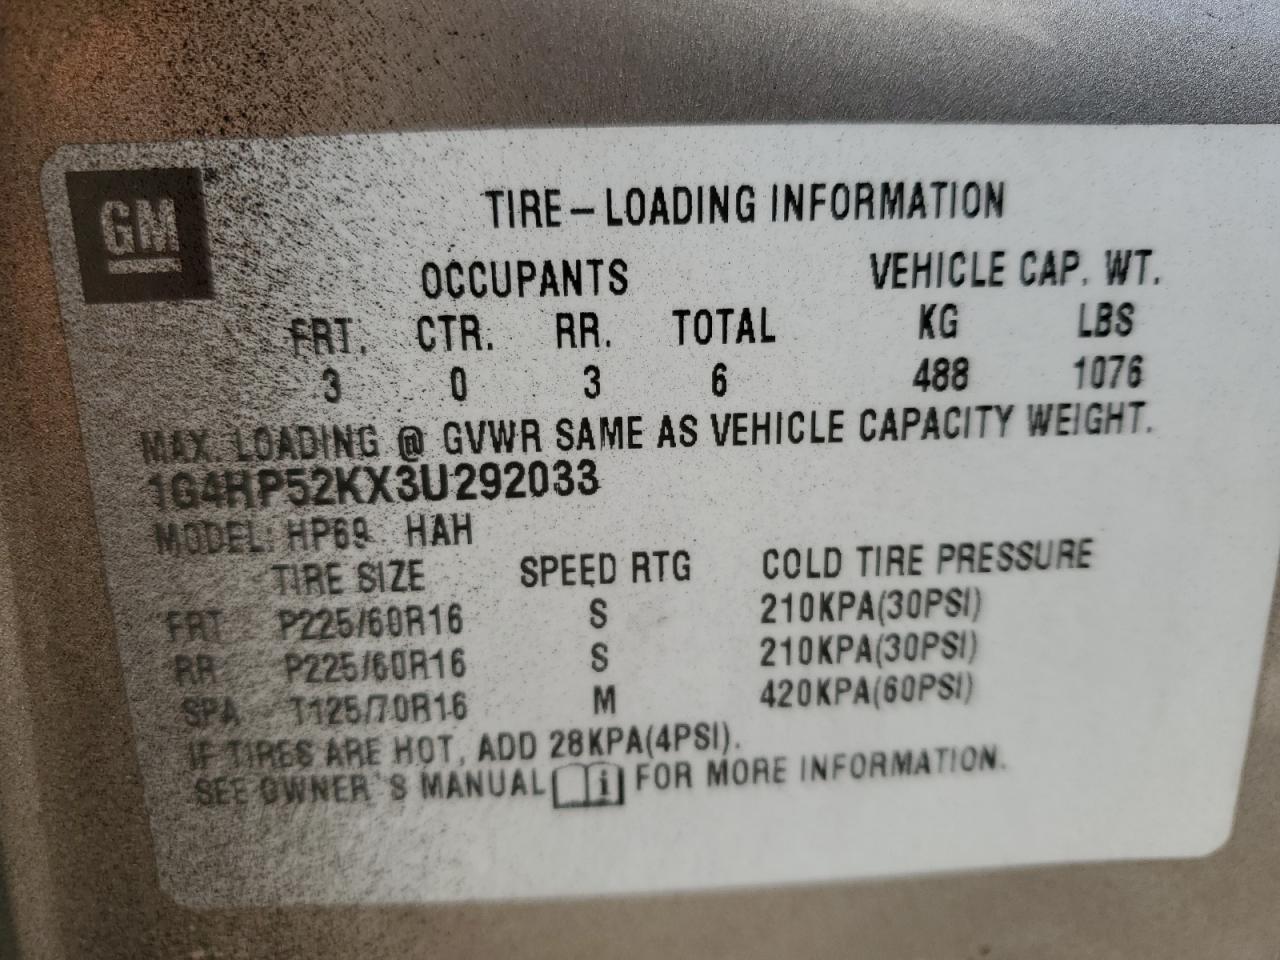 GM
TIRE – LOADING INFORMATION
OCCUPANTS VEHICLE CAP. WT.
FRT. CTR. RR. TOTAL KG LBS
3 0 3 6 488 1076
MAX. LOADING @ GVWR SAME AS VEHICLE CAPACITY WEIGHT.
1G4HP52KX3U292033
MODEL: HP69 HAH
TIRE SIZE SPEED RTG COLD TIRE PRESSURE
FRT P225/60R16 S 210KPA(30PSI)
RR P225/60R16 S 210KPA(30PSI)
SPA T125/70R16 M 420KPA(60PSI)
IF TIRES ARE HOT, ADD 28KPA(4PSI).
SEE OWNER'S MANUAL i FOR MORE INFORMATION.